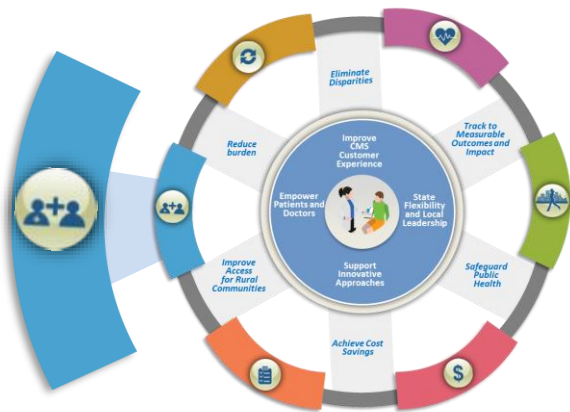 Eliminate
Disparities
Track to
Measurable
Outcomes and
Impact
Reduce
burden
Improve
CMS
Customer
Experience
Empower
Patients and
Doctors
State
Flexibility
and Local
Leadership
Support
Innovative
Approaches
Improve
Access
for Rural
Communities
Safeguard
Public
Health
Achieve Cost
Savings
$